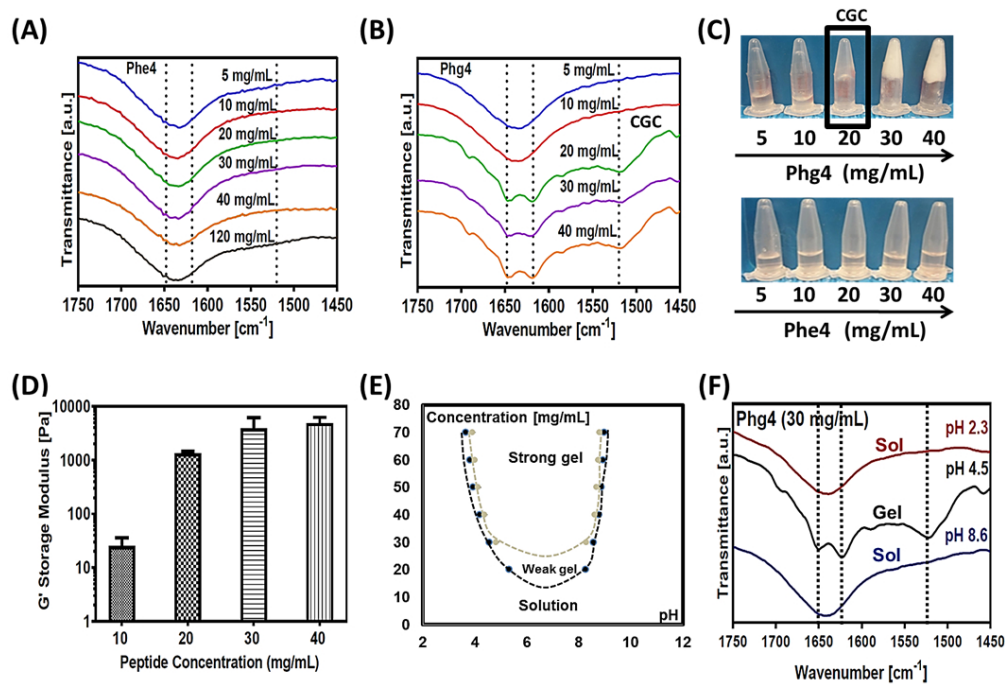 (A)
Phe4
5 mg/mL
10 mg/mL
20 mg/mL
30 mg/mL
40 mg/mL
120 mg/mL
Transmittance [a.u.]
1750 1700 1650 1600 1550 1500 1450
Wavenumber [cm-1]
(B)
Phg4
5 mg/mL
10 mg/mL
CGC
20 mg/mL
30 mg/mL
40 mg/mL
Transmittance [a.u.]
1750 1700 1650 1600 1550 1500 1450
Wavenumber [cm-1]
(C)
CGC
5 10 20 30 40
Phg4 (mg/mL)
5 10 20 30 40
Phe4 (mg/mL)
(D)
G' Storage Modulus [Pa]
10000
1000
100
10
1
10 20 30 40
Peptide Concentration (mg/mL)
(E)
80
70
60
50
40
30
20
10
0
Concentration [mg/mL]
Strong gel
Weak gel
Solution
pH
2 4 6 8 10 12
(F)
Phg4 (30 mg/mL)
pH 2.3
Sol
pH 4.5
Gel
pH 8.6
Sol
Transmittance [a.u.]
1750 1700 1650 1600 1550 1500 1450
Wavenumber [cm-1]